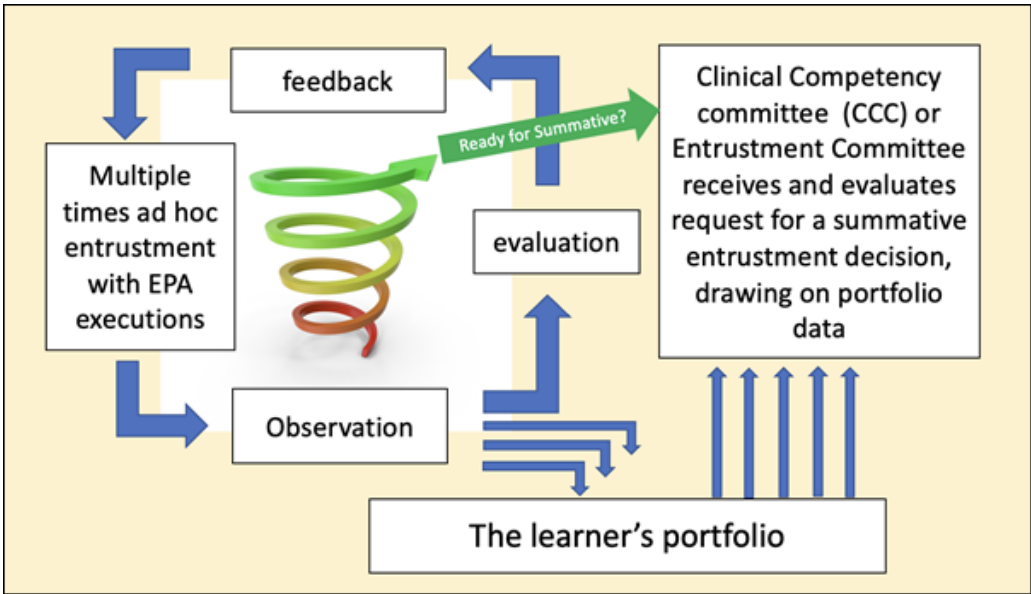 feedback
Multiple
times ad hoc
entrustment
with EPA
executions
Observation
evaluation
Ready for Summative?
Clinical Competency
committee (CCC) or
Entrustment Committee
receives and evaluates
request for a summative
entrustment decision,
drawing on portfolio
data
The learner's portfolio